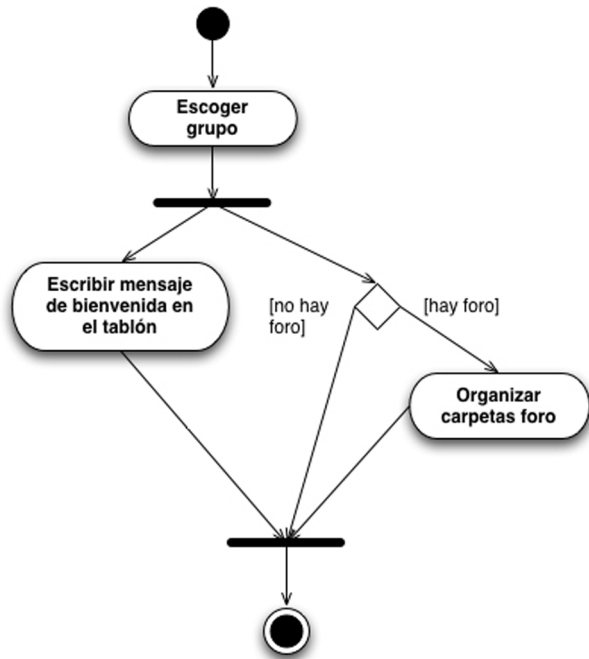 Escoger
grupo
Escribir mensaje
de bienvenida en
el tablón
[no hay
foro]
[hay foro]
Organizar
carpetas foro